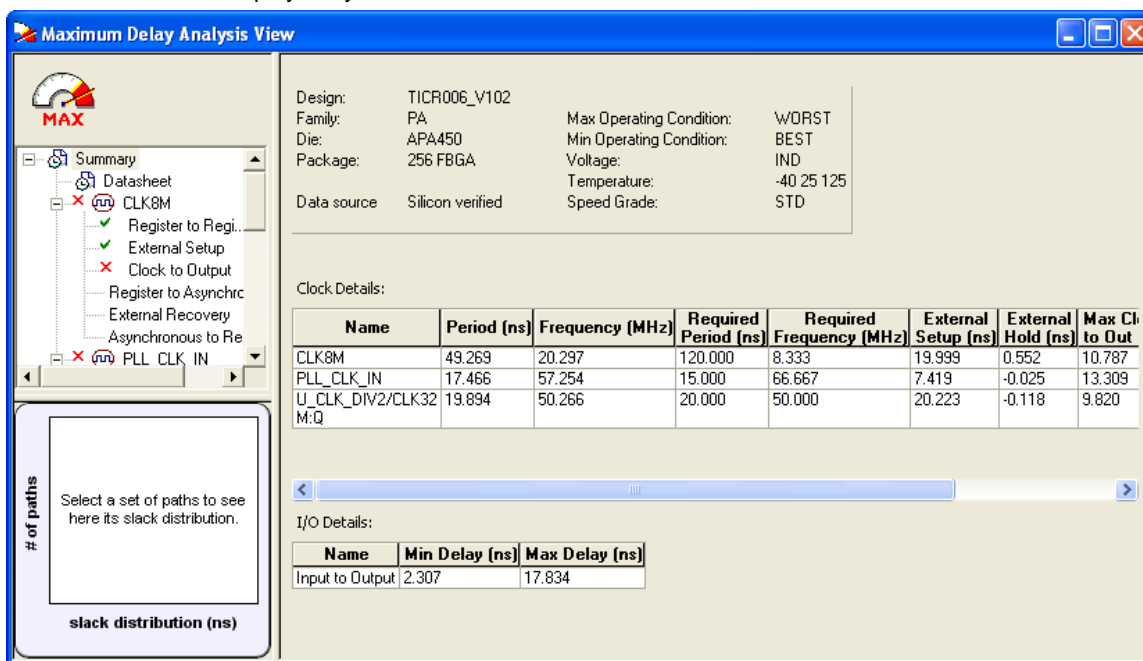 Maximum Delay Analysis View
MAX
Summary
Datasheet
CLK8M
Register to Regi...
External Setup
Clock to Output
Register to Asynchrc
External Recovery
Asynchronous to Re
PLL_CLK_IN
# of paths
Select a set of paths to see
here its slack distribution.
slack distribution (ns)
Design: TICR006_V102
Family: PA Max Operating Condition: WORST
Die: APA450 Min Operating Condition: BEST
Package: 256 FBGA Voltage: IND
Temperature: -40 25 125
Data source Silicon verified Speed Grade: STD
Clock Details:
Name Period (ns) Frequency (MHz) Required Period (ns) Required Frequency (MHz) External Setup (ns) External Hold (ns) Max Cl to Out
CLK8M 49.269 20.297 120.000 8.333 19.999 0.552 10.787
PLL_CLK_IN 17.466 57.254 15.000 66.667 7.419 -0.025 13.309
U_CLK_DIV2/CLK32 19.894 50.266 20.000 50.000 20.223 -0.118 9.820
M:Q
I/O Details:
Name Min Delay (ns) Max Delay (ns)
Input to Output 2.307 17.834